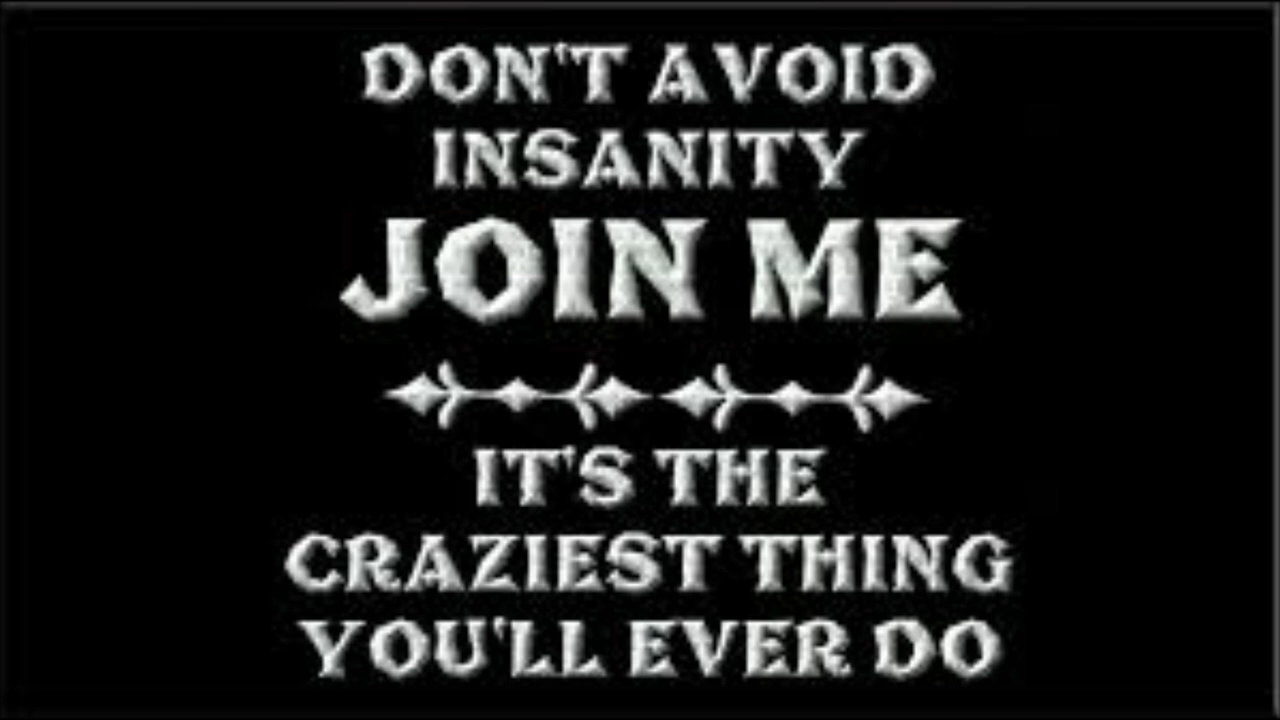 DON'T AVOID
INSANITY
JOIN ME
IT'S THE
CRAZIEST THING
YOU'LL EVER DO